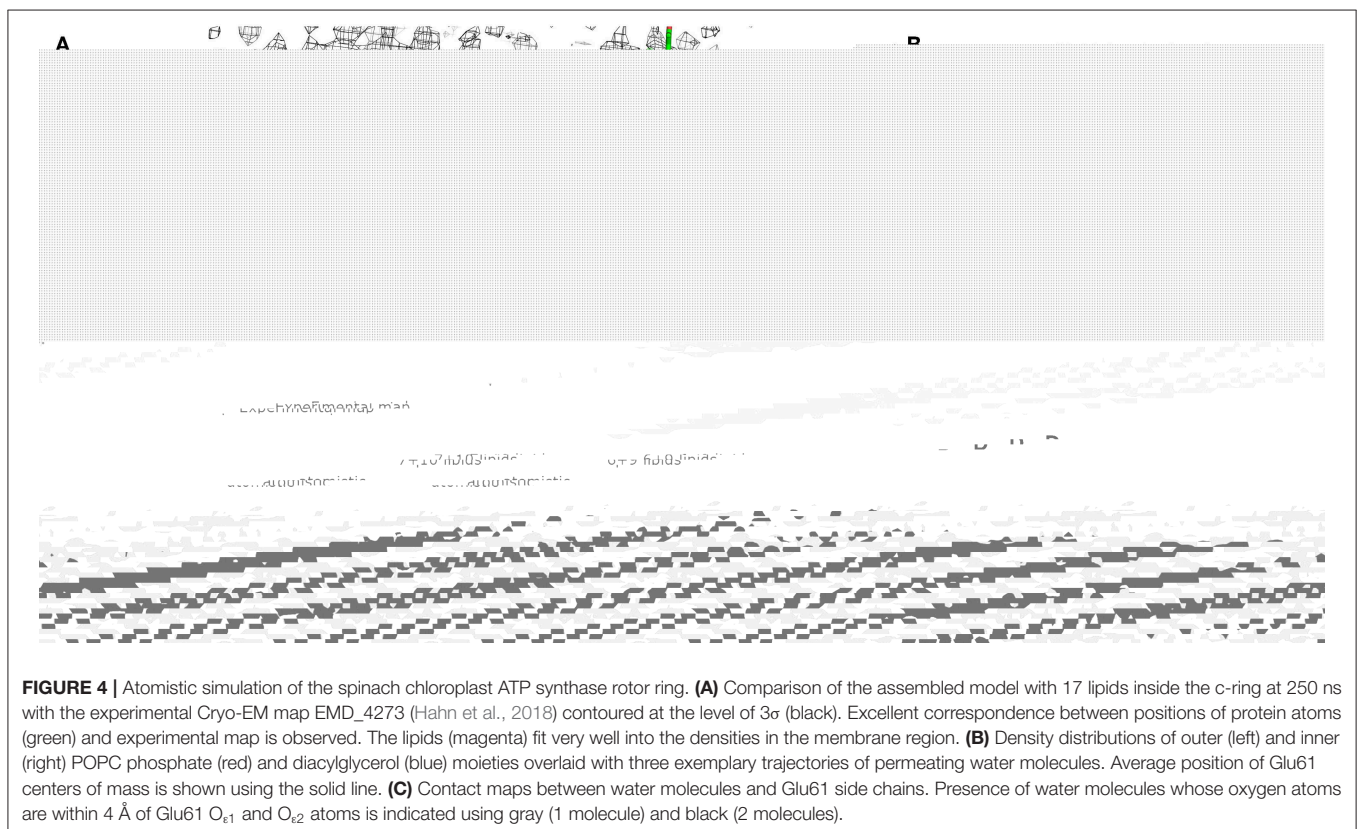 A
B
FIGURE 4 | Atomistic simulation of the spinach chloroplast ATP synthase rotor ring. (A) Comparison of the assembled model with 17 lipids inside the c-ring at 250 ns
with the experimental Cryo-EM map EMD_4273 (Hahn et al., 2018) contoured at the level of 3σ (black). Excellent correspondence between positions of protein atoms
(green) and experimental map is observed. The lipids (magenta) fit very well into the densities in the membrane region. (B) Density distributions of outer (left) and inner
(right) POPC phosphate (red) and diacylglycerol (blue) moieties overlaid with three exemplary trajectories of permeating water molecules. Average position of Glu61
centers of mass is shown using the solid line. (C) Contact maps between water molecules and Glu61 side chains. Presence of water molecules whose oxygen atoms
are within 4 Å of Glu61 Oε1 and Oε2 atoms is indicated using gray (1 molecule) and black (2 molecules).